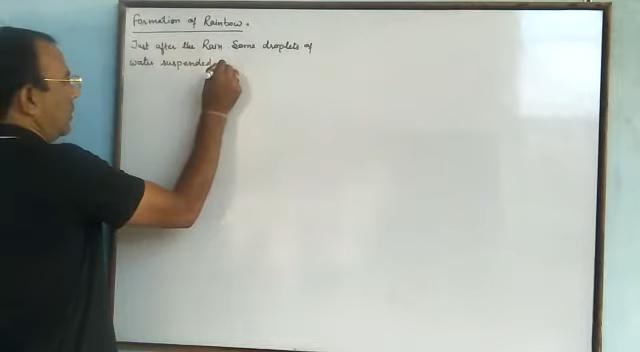 Formation of Rainbow.
Just after the Rain Some droplets of
water suspended